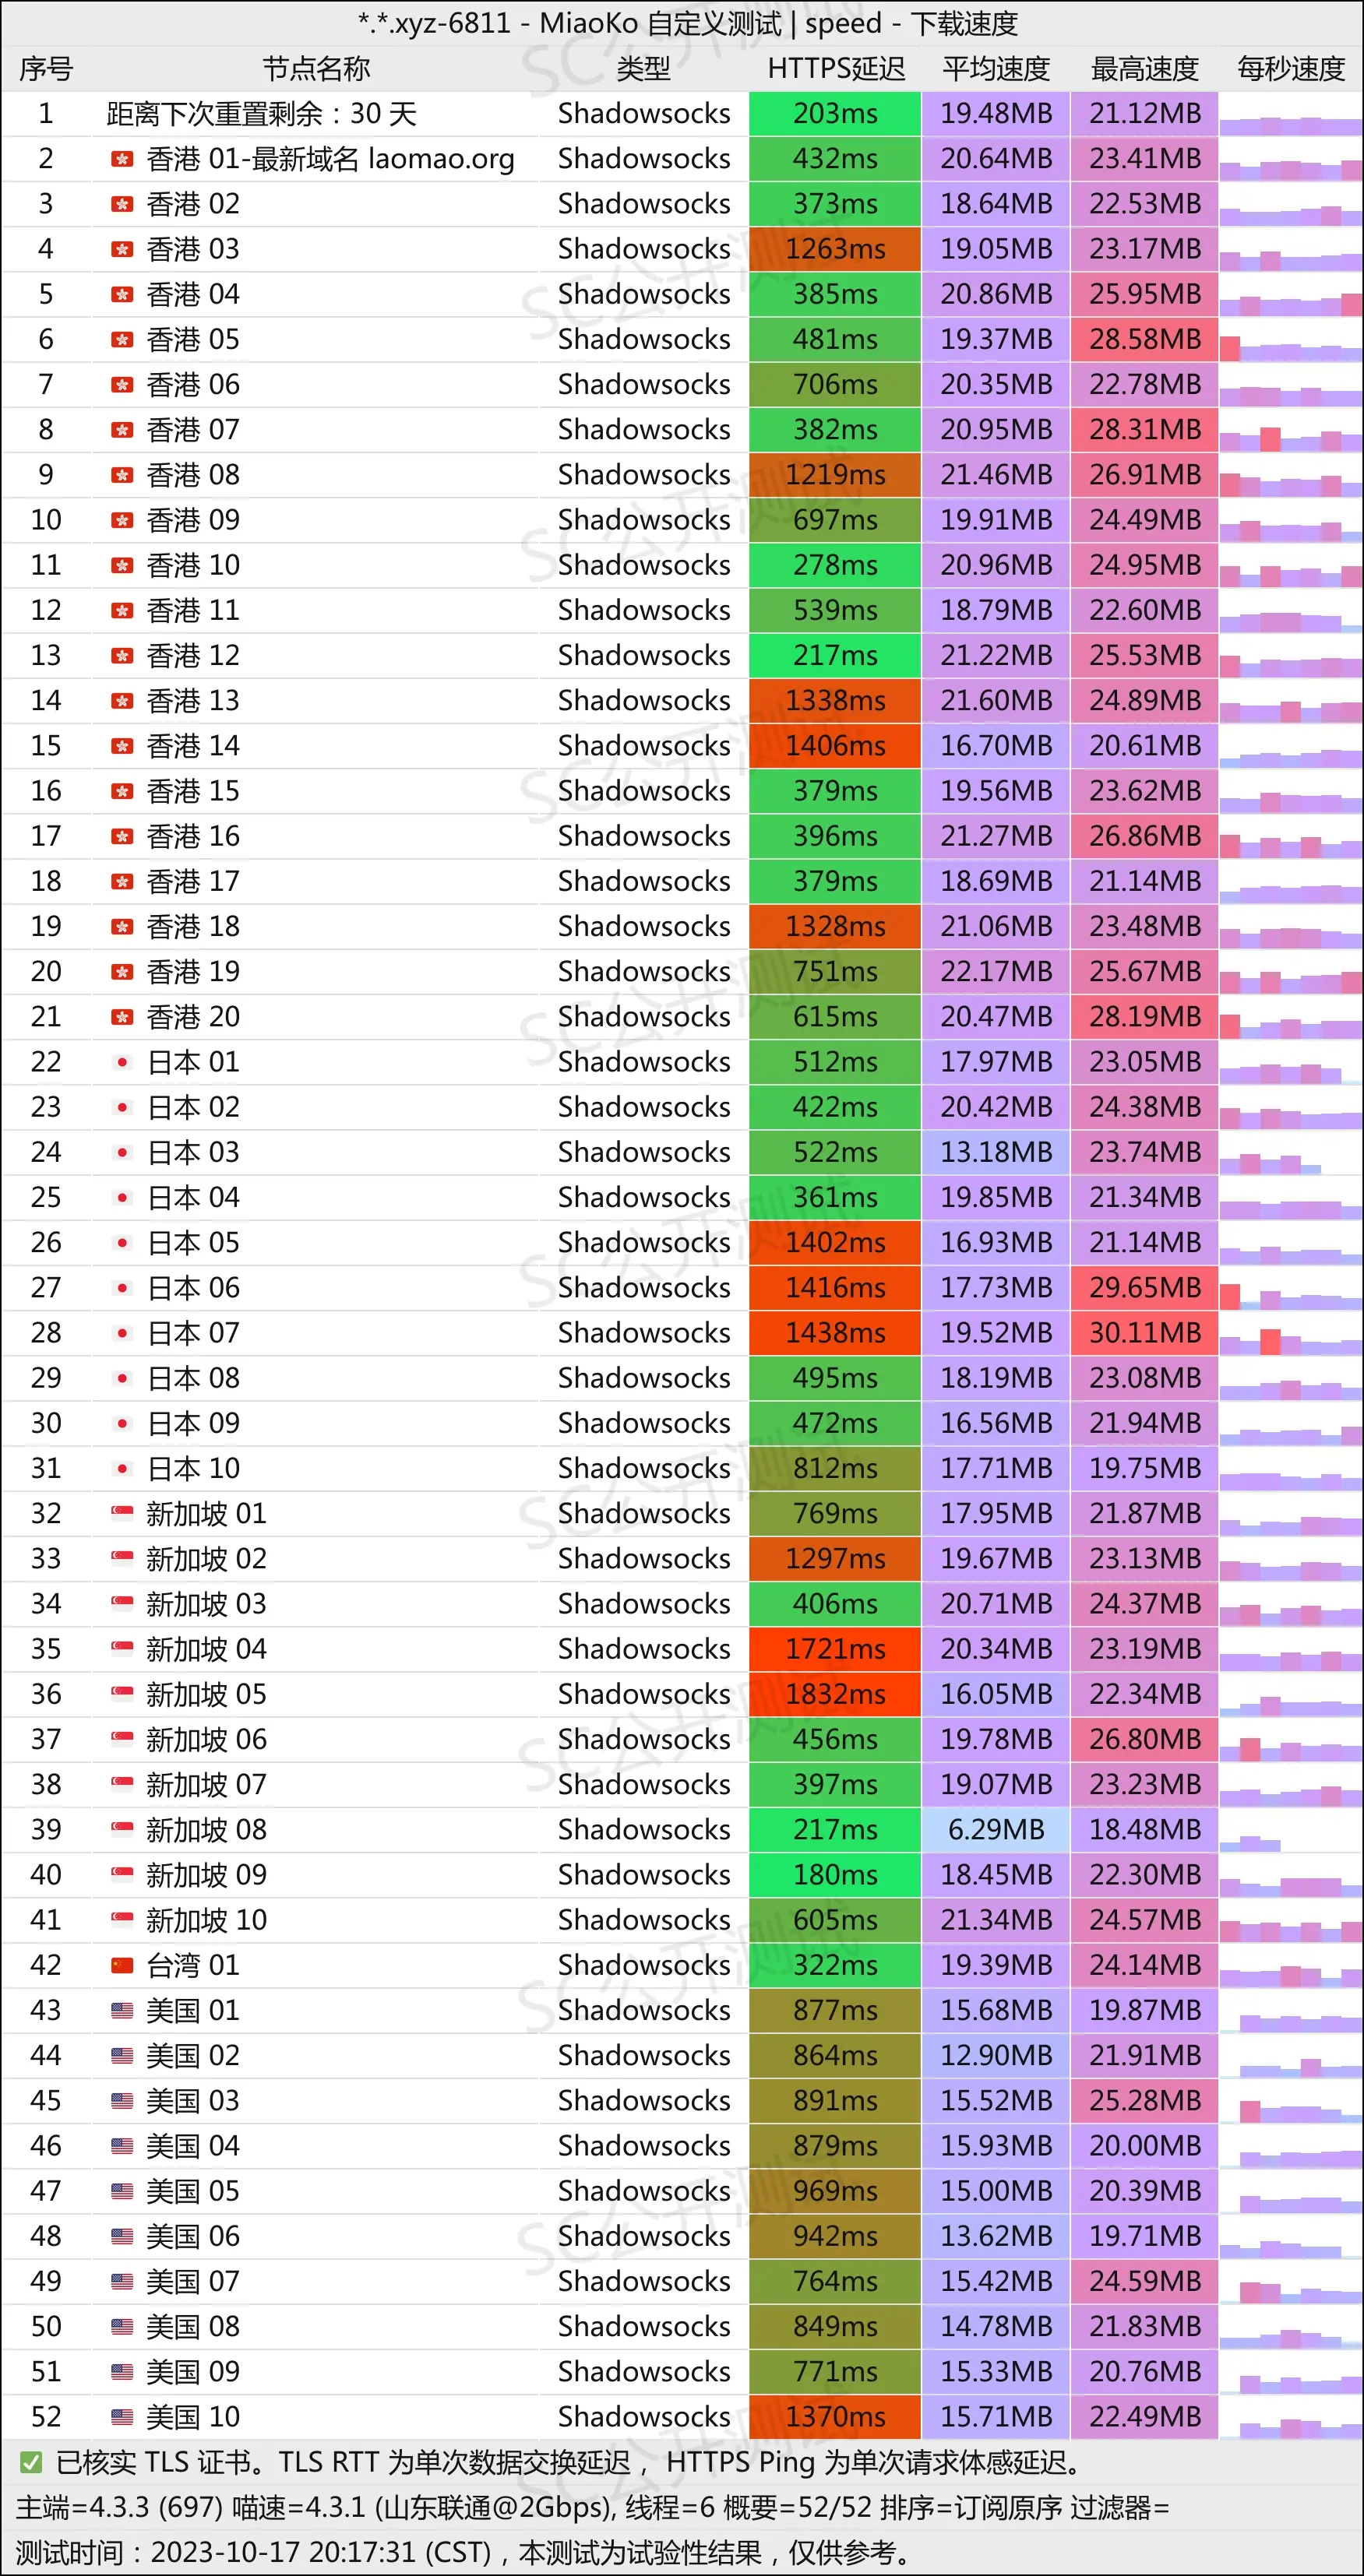 *.*.xyz-6811 - MiaoKo 自定义测试 | speed - 下载速度
序号 节点名称 类型 HTTPS延迟 平均速度 最高速度 每秒速度
1 距离下次重置剩余：30 天 Shadowsocks 203ms 19.48MB 21.12MB
2 香港 01-最新域名 laomao.org Shadowsocks 432ms 20.64MB 23.41MB
3 香港 02 Shadowsocks 373ms 18.64MB 22.53MB
4 香港 03 Shadowsocks 1263ms 19.05MB 23.17MB
5 香港 04 Shadowsocks 385ms 20.86MB 25.95MB
6 香港 05 Shadowsocks 481ms 19.37MB 28.58MB
7 香港 06 Shadowsocks 706ms 20.35MB 22.78MB
8 香港 07 Shadowsocks 382ms 20.95MB 28.31MB
9 香港 08 Shadowsocks 1219ms 21.46MB 26.91MB
10 香港 09 Shadowsocks 697ms 19.91MB 24.49MB
11 香港 10 Shadowsocks 278ms 20.96MB 24.95MB
12 香港 11 Shadowsocks 539ms 18.79MB 22.60MB
13 香港 12 Shadowsocks 217ms 21.22MB 25.53MB
14 香港 13 Shadowsocks 1338ms 21.60MB 24.89MB
15 香港 14 Shadowsocks 1406ms 16.70MB 20.61MB
16 香港 15 Shadowsocks 379ms 19.56MB 23.62MB
17 香港 16 Shadowsocks 396ms 21.27MB 26.86MB
18 香港 17 Shadowsocks 379ms 18.69MB 21.14MB
19 香港 18 Shadowsocks 1328ms 21.06MB 23.48MB
20 香港 19 Shadowsocks 751ms 22.17MB 25.67MB
21 香港 20 Shadowsocks 615ms 20.47MB 28.19MB
22 日本 01 Shadowsocks 512ms 17.97MB 23.05MB
23 日本 02 Shadowsocks 422ms 20.42MB 24.38MB
24 日本 03 Shadowsocks 522ms 13.18MB 23.74MB
25 日本 04 Shadowsocks 361ms 19.85MB 21.34MB
26 日本 05 Shadowsocks 1402ms 16.93MB 21.14MB
27 日本 06 Shadowsocks 1416ms 17.73MB 29.65MB
28 日本 07 Shadowsocks 1438ms 19.52MB 30.11MB
29 日本 08 Shadowsocks 495ms 18.19MB 23.08MB
30 日本 09 Shadowsocks 472ms 16.56MB 21.94MB
31 日本 10 Shadowsocks 812ms 17.71MB 19.75MB
32 新加坡 01 Shadowsocks 769ms 17.95MB 21.87MB
33 新加坡 02 Shadowsocks 1297ms 19.67MB 23.13MB
34 新加坡 03 Shadowsocks 406ms 20.71MB 24.37MB
35 新加坡 04 Shadowsocks 1721ms 20.34MB 23.19MB
36 新加坡 05 Shadowsocks 1832ms 16.05MB 22.34MB
37 新加坡 06 Shadowsocks 456ms 19.78MB 26.80MB
38 新加坡 07 Shadowsocks 397ms 19.07MB 23.23MB
39 新加坡 08 Shadowsocks 217ms 6.29MB 18.48MB
40 新加坡 09 Shadowsocks 180ms 18.45MB 22.30MB
41 新加坡 10 Shadowsocks 605ms 21.34MB 24.57MB
42 台湾 01 Shadowsocks 322ms 19.39MB 24.14MB
43 美国 01 Shadowsocks 877ms 15.68MB 19.87MB
44 美国 02 Shadowsocks 864ms 12.90MB 21.91MB
45 美国 03 Shadowsocks 891ms 15.52MB 25.28MB
46 美国 04 Shadowsocks 879ms 15.93MB 20.00MB
47 美国 05 Shadowsocks 969ms 15.00MB 20.39MB
48 美国 06 Shadowsocks 942ms 13.62MB 19.71MB
49 美国 07 Shadowsocks 764ms 15.42MB 24.59MB
50 美国 08 Shadowsocks 849ms 14.78MB 21.83MB
51 美国 09 Shadowsocks 771ms 15.33MB 20.76MB
52 美国 10 Shadowsocks 1370ms 15.71MB 22.49MB
✅ 已核实 TLS 证书。TLS RTT 为单次数据交换延迟， HTTPS Ping 为单次请求体感延迟。
主端=4.3.3 (697) 喵速=4.3.1 (山东联通@2Gbps), 线程=6 概要=52/52 排序=订阅原序 过滤器=
测试时间：2023-10-17 20:17:31 (CST)，本测试为试验性结果，仅供参考。
SC公开测试